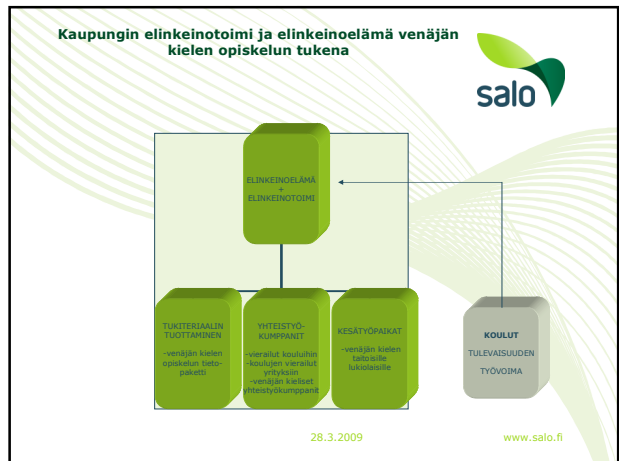 Kaupungin elinkeinotoimi ja elinkeinoelämä venäjän
kielen opiskelun tukena
salo
ELINKEINOELÄMÄ
+
ELINKEINOTOIMI
TUKITERIAALIN
TUOTTAMINEN
-venäjän kielen
opiskelun tieto-
paketti
YHTEISTYÖ-
KUMPPANIT
-vierailut kouluihin
-koulujen vierailut
yrityksiin
-venäjän kieliset
yhteistyökumppanit
KESÄTYÖPAIKAT
-venäjän kielen
taitoisille
lukiolaisille
KOULUT
TULEVAISUUDEN
TYÖVOIMA
28.3.2009
www.salo.fi